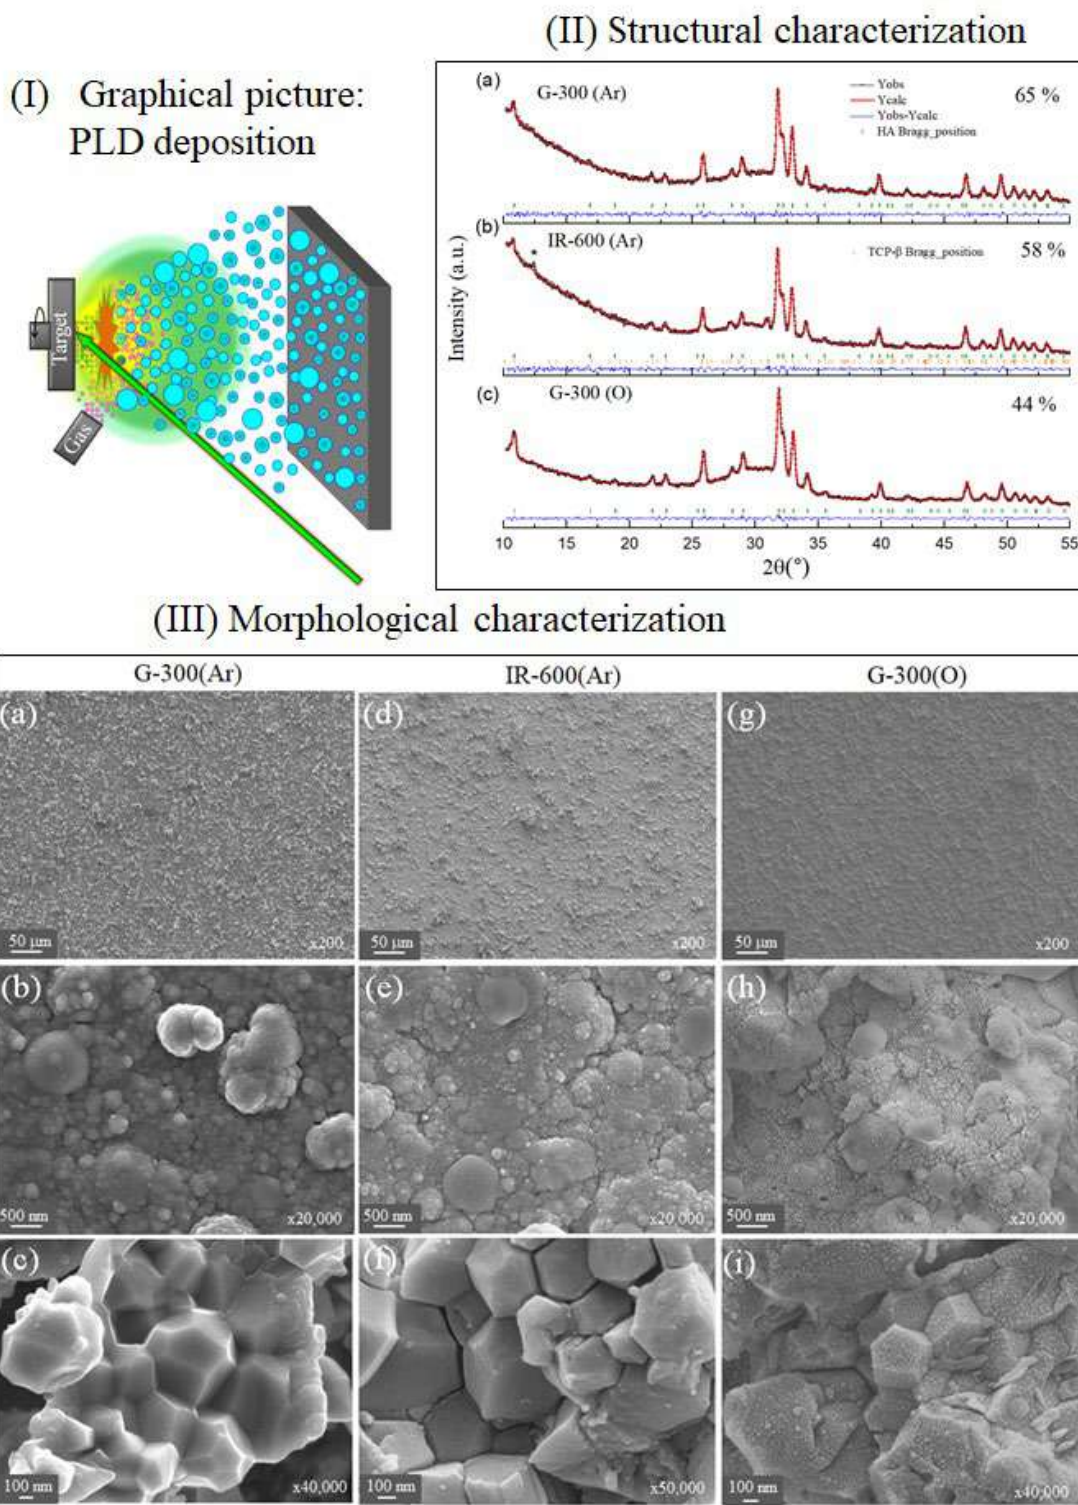 (II) Structural characterization
(I) Graphical picture:
PLD deposition
Target
Gas
(a)
G-300 (Ar)
Yobs
Ycalc
Yobs-Ycalc
HA Bragg_position
65 %
(b)
IR-600 (Ar)
*
TCP-β Bragg_position
58 %
(c)
G-300 (O)
44 %
Intensity (a.u.)
10 15 20 25 30 35 40 45 50 55
2θ(°)
(III) Morphological characterization
G-300(Ar) IR-600(Ar) G-300(O)
(a) (d) (g)
50 μm x200 50 μm x200 50 μm x200
(b) (e) (h)
500 nm x20,000 500 nm x20,000 500 nm x20,000
(c) (f) (i)
100 nm x40,000 100 nm x50,000 100 nm x40,000